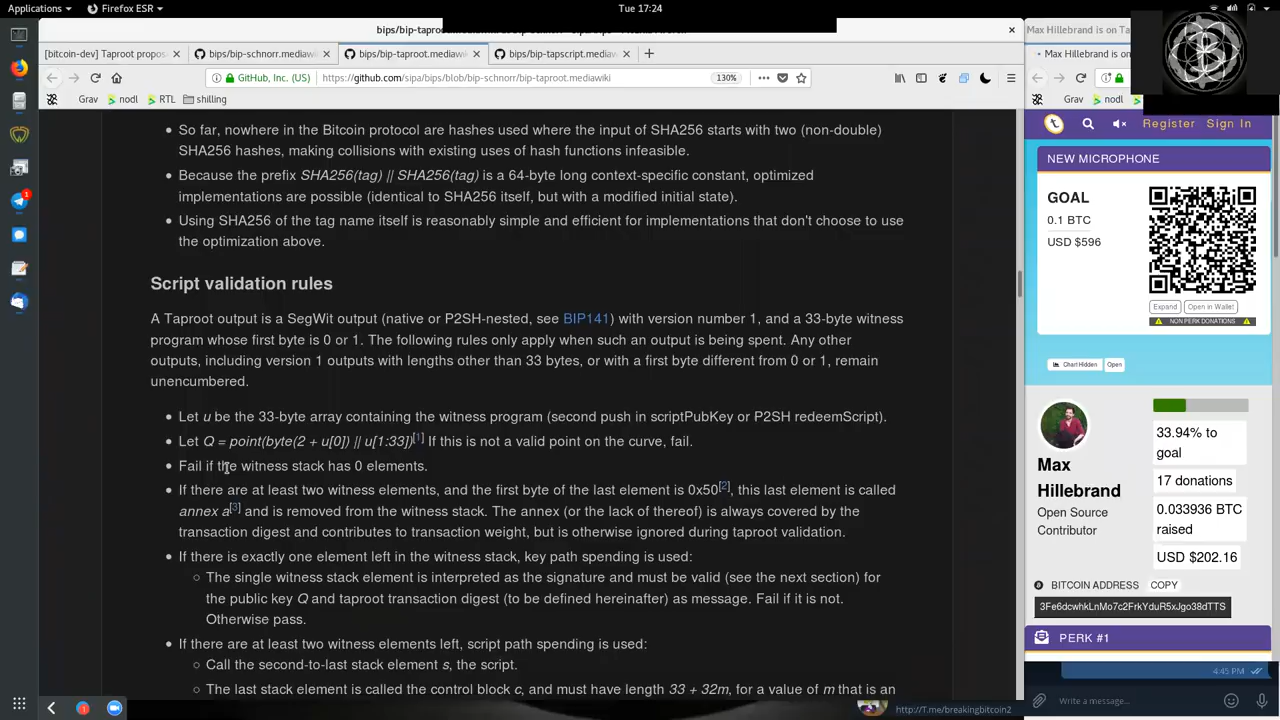 Applications
Firefox ESR
Tue 17:24
Max Hillebrand is on Ta
[bitcoin-dev] Taproot propos
bips/bip-schnorr.mediawi
bips/bip-taproot.mediawik
bips/bip-tapscript.mediaw
Max Hillebrand is on
GitHub, Inc. (US)
https://github.com/sipa/bips/blob/bip-schnorr/bip-taproot.mediawiki
130%
Grav
nodl
RTL
shilling
Grav
nodl
So far, nowhere in the Bitcoin protocol are hashes used where the input of SHA256 starts with two (non-double)
SHA256 hashes, making collisions with existing uses of hash functions infeasible.
Because the prefix SHA256(tag) || SHA256(tag) is a 64-byte long context-specific constant, optimized
implementations are possible (identical to SHA256 itself, but with a modified initial state).
Using SHA256 of the tag name itself is reasonably simple and efficient for implementations that don't choose to use
the optimization above.
Script validation rules
A Taproot output is a SegWit output (native or P2SH-nested, see BIP141) with version number 1, and a 33-byte witness
program whose first byte is 0 or 1. The following rules only apply when such an output is being spent. Any other
outputs, including version 1 outputs with lengths other than 33 bytes, or with a first byte different from 0 or 1, remain
unencumbered.
Let u be the 33-byte array containing the witness program (second push in scriptPubKey or P2SH redeemScript).
Let Q = point(byte(2 + u[0]) || u[1:33])[1] If this is not a valid point on the curve, fail.
Fail if the witness stack has 0 elements.
If there are at least two witness elements, and the first byte of the last element is 0x50[2], this last element is called
annex a[3] and is removed from the witness stack. The annex (or the lack of thereof) is always covered by the
transaction digest and contributes to transaction weight, but is otherwise ignored during taproot validation.
If there is exactly one element left in the witness stack, key path spending is used:
The single witness stack element is interpreted as the signature and must be valid (see the next section) for
the public key Q and taproot transaction digest (to be defined hereinafter) as message. Fail if it is not.
Otherwise pass.
If there are at least two witness elements left, script path spending is used:
Call the second-to-last stack element s, the script.
The last stack element is called the control block c, and must have length 33 + 32m, for a value of m that is an
Register
Sign In
NEW MICROPHONE
GOAL
0.1 BTC
USD $596
Expand
Open in Wallet
NON PERK DONATIONS
Chart Hidden
Open
Max
Hillebrand
Open Source
Contributor
33.94% to
goal
17 donations
0.033936 BTC
raised
USD $202.16
BITCOIN ADDRESS
COPY
3Fe6dcwhkLnMo7c2FrkYduR5xJgo38dTTS
PERK #1
4:45 PM
Write a message...
1
http://T.me/breakingbitcoin2